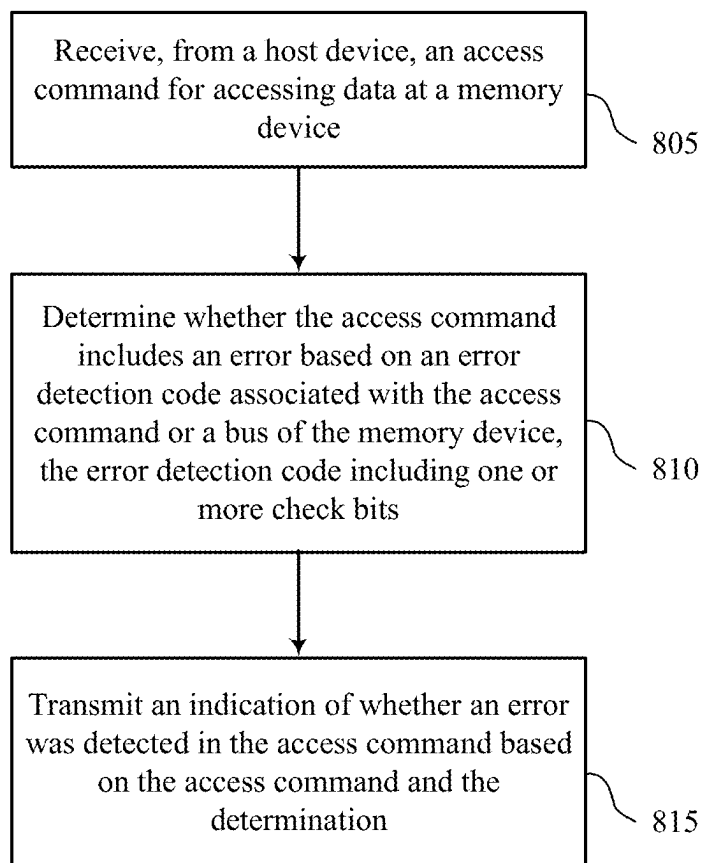 Receive, from a host device, an access
command for accessing data at a memory
device
805
Determine whether the access command
includes an error based on an error
detection code associated with the access
command or a bus of the memory device,
the error detection code including one or
more check bits
810
Transmit an indication of whether an error
was detected in the access command based
on the access command and the
determination
815